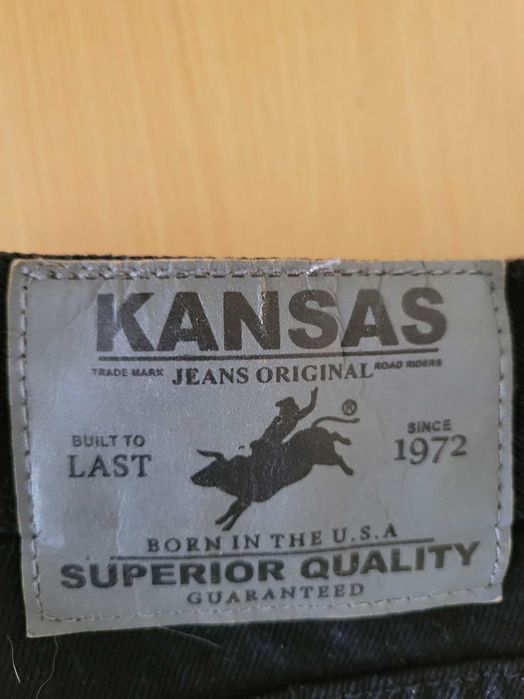 KANSAS
TRADE MARK JEANS ORIGINAL ROAD RIDERS
®
BUILT TO
LAST
SINCE
1972
BORN IN THE U.S.A
SUPERIOR QUALITY
GUARANTEED